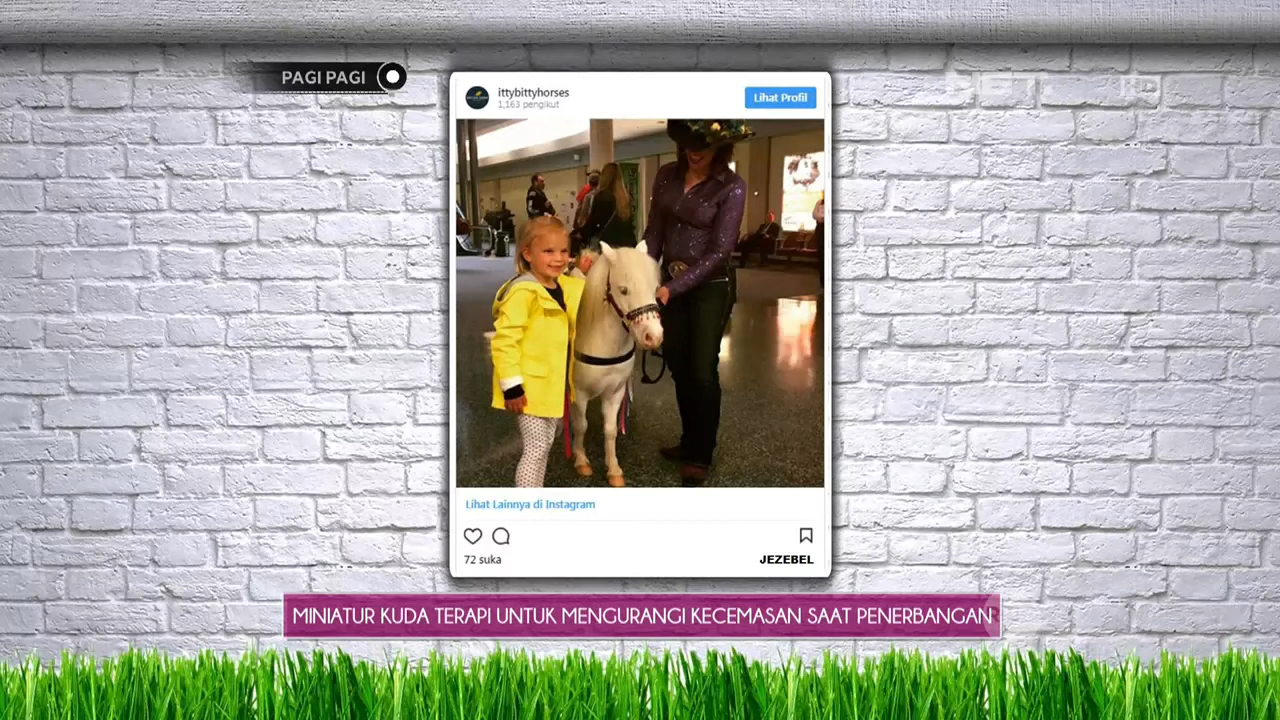 PAGI PAGI
ittybittyhorses
1,163 pengikut
Lihat Profil
Lihat Lainnya di Instagram
72 suka
JEZEBEL
MINIATUR KUDA TERAPI UNTUK MENGURANGI KECEMASAN SAAT PENERBANGAN